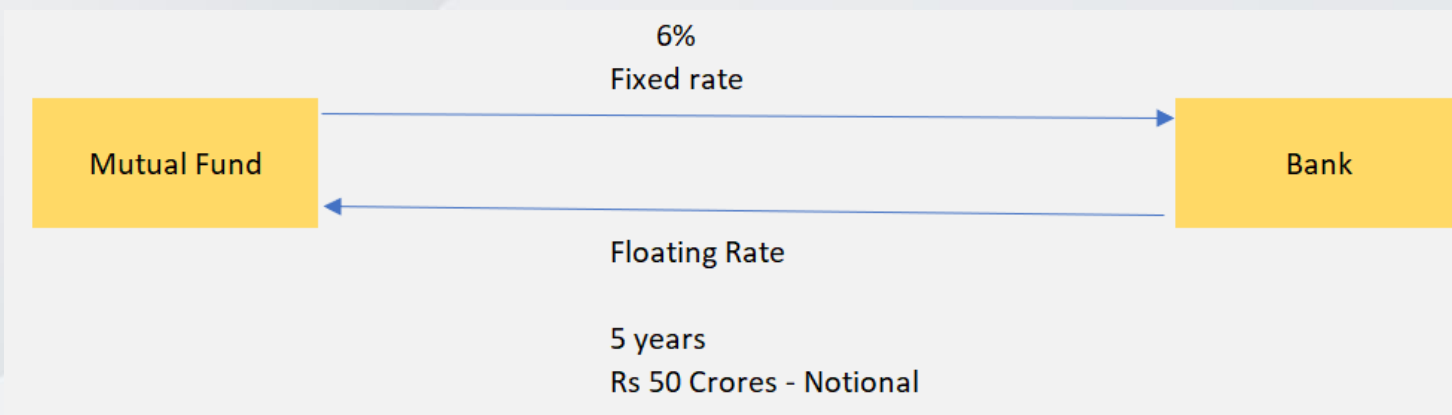 6%
Fixed rate
Mutual Fund
Bank
Floating Rate
5 years
Rs 50 Crores - Notional